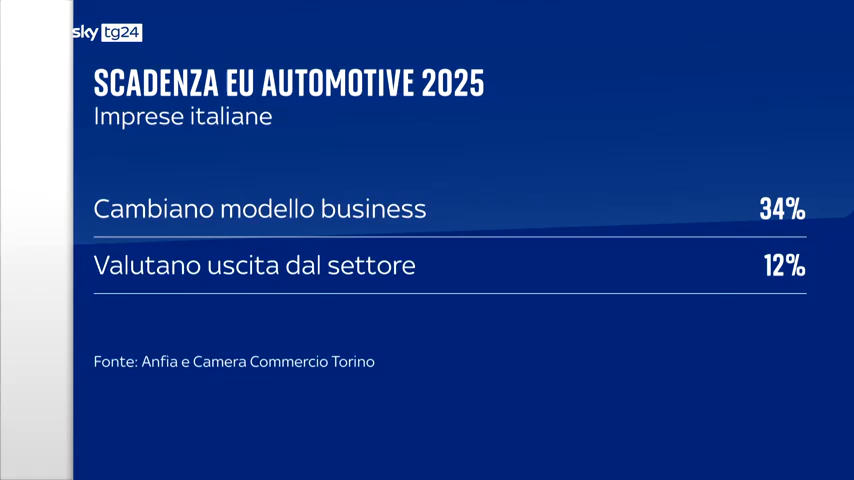 sky tg24
SCADENZA EU AUTOMOTIVE 2025
Imprese italiane
Cambiano modello business 34%
Valutano uscita dal settore 12%
Fonte: Anfia e Camera Commercio Torino